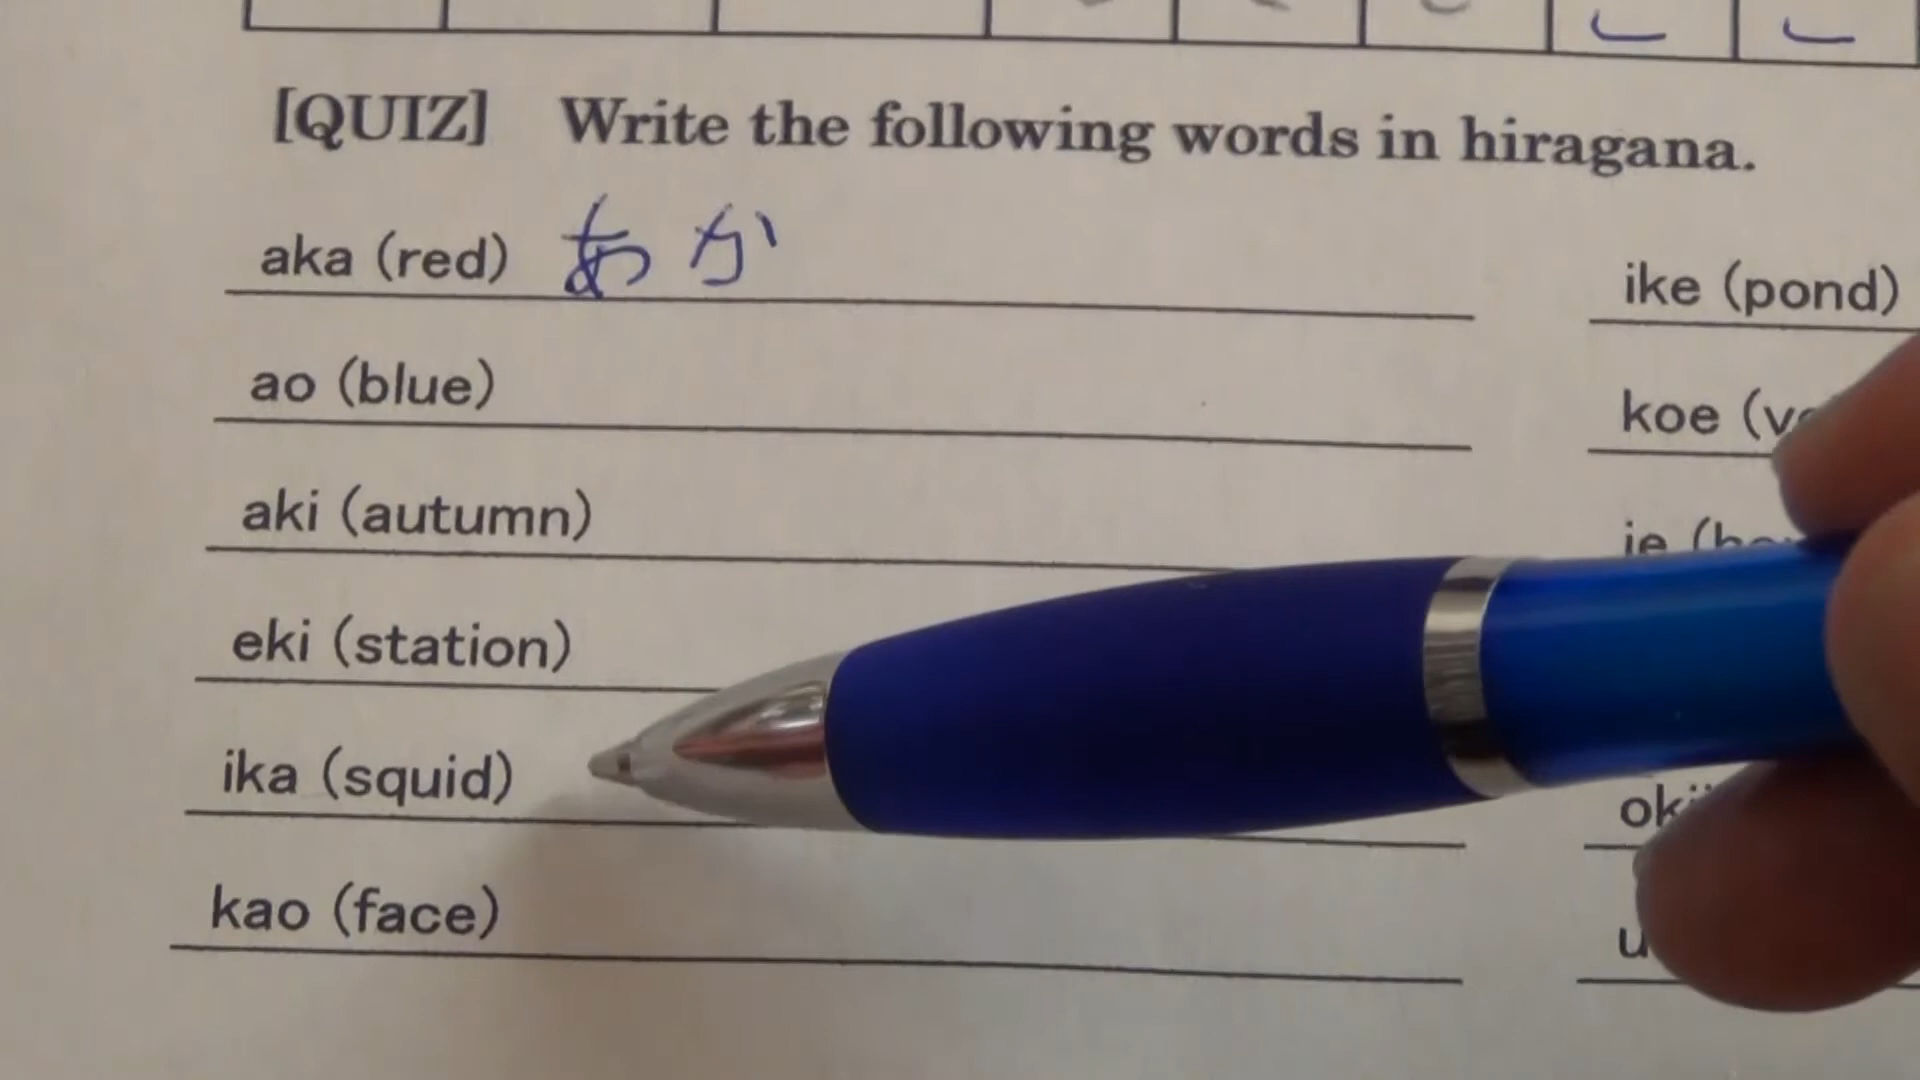 [QUIZ] Write the following words in hiragana.
aka (red) あか
ao (blue)
aki (autumn)
eki (station)
ika (squid)
kao (face)
ike (pond)
koe
ie